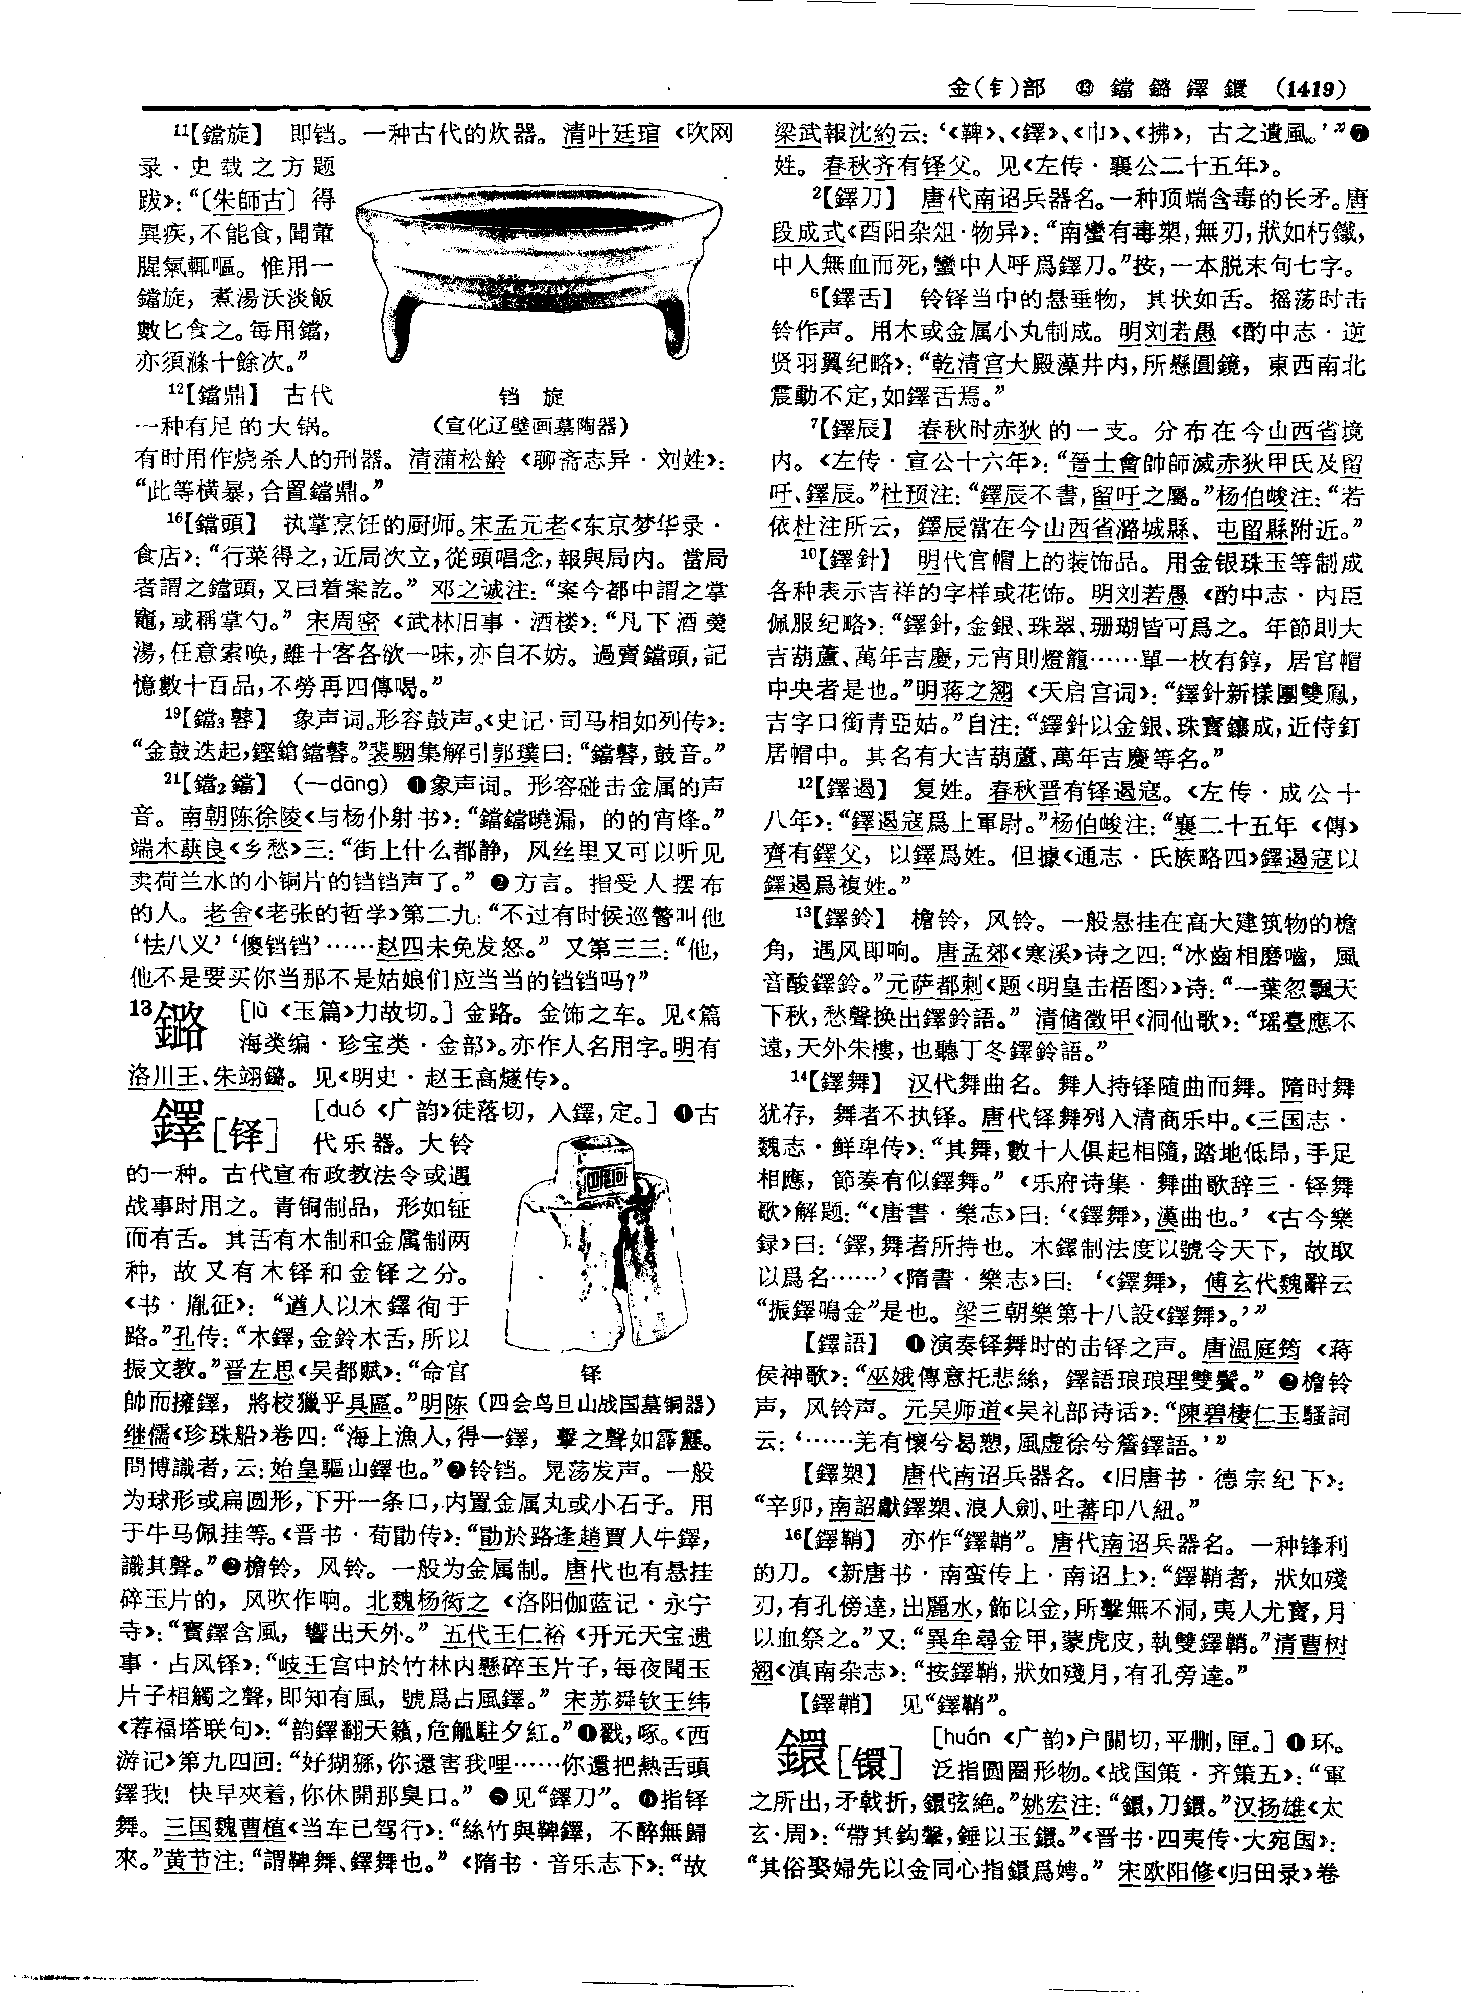 金(钅)部 ⑬ 鐺 鏴 鐸 鐶 (1419)
11【鐺旋】 即铛。一种古代的炊器。清叶廷琯《吹网
录·史载之方题
跋》：“〔朱師古〕得
異疾，不能食，聞葷
腥氣輒嘔。惟用一
鐺旋，煮湯沃淡飯
數匕食之。每用鐺，
亦須滌十餘次。”
12【鐺鼎】 古代
一种有足的大锅。
铛 旋
（宣化辽壁画墓陶器）
有时用作烧杀人的刑器。清蒲松龄《聊斋志异·刘姓》：
“此等橫暴，合置鐺鼎。”
16【鐺頭】 执掌烹饪的厨师。宋孟元老《东京梦华录·
食店》：“行菜得之，近局次立，從頭唱念，報與局内。當局
者謂之鐺頭，又曰着案訖。”邓之诚注：“案今都中謂之掌
竈，或稱掌勺。”宋周密《武林旧事·酒楼》：“凡下酒羹
湯，任意索唤，雖十客各欲一味，亦自不妨。過賣鐺頭，記
憶數十百品，不勞再四傳喝。”
19【鐺3鼛】 象声词。形容鼓声。《史记·司马相如列传》：
“金鼓迭起，鏗鎗鐺鼛。”裴駰集解引郭璞曰：“鐺鼛，鼓音。”
21【鐺2鐺】 （—dāng） ❶象声词。形容碰击金属的声
音。南朝陈徐陵《与杨仆射书》：“鐺鐺曉漏，的的宵烽。”
端木蕻良《乡愁》三：“街上什么都静，风丝里又可以听见
卖荷兰水的小铜片的铛铛声了。”❷方言。指受人摆布
的人。老舍《老张的哲学》第二九：“不过有时候巡警叫他
‘怯八义’‘傻铛铛’……赵四未免发怒。”又第三三：“他，
他不是要买你当那不是姑娘们应当当的铛铛吗？”
13鏴 ［lù 《玉篇》力故切。］金路。金饰之车。见《篇
海类编·珍宝类·金部》。亦作人名用字。明有
洛川王、朱翊鏴。见《明史·赵王高燧传》。
鐸［铎］ ［duó 《广韵》徒落切，入鐸，定。］❶古
代乐器。大铃
的一种。古代宣布政教法令或遇
战事时用之。青铜制品，形如钲
而有舌。其舌有木制和金属制两
种，故又有木铎和金铎之分。
《书·胤征》：“遒人以木鐸徇于
路。”孔传：“木鐸，金鈴木舌，所以
振文教。”晋左思《吴都赋》：“命官
帥而擁鐸，將校獵乎具區。”明陈
铎
（四会鸟旦山战国墓铜器）
继儒《珍珠船》卷四：“海上漁人，得一鐸，擊之聲如霹靂。
問博識者，云：始皇驅山鐸也。”❷铃铛。晃荡发声。一般
为球形或扁圆形，下开一条口，内置金属丸或小石子。用
于牛马佩挂等。《晋书·荀勖传》：“勖於路逢趙賈人牛鐸，
識其聲。”❸檐铃，风铃。一般为金属制。唐代也有悬挂
碎玉片的，风吹作响。北魏杨衒之《洛阳伽蓝记·永宁
寺》：“寶鐸含風，響出天外。”五代王仁裕《开元天宝遗
事·占风铎》：“岐王宫中於竹林内懸碎玉片子，每夜聞玉
片子相觸之聲，即知有風，號爲占風鐸。”宋苏舜钦王纬
《荐福塔联句》：“韵鐸翻天籟，危觚駐夕紅。”❹戳，啄。《西
游记》第九四回：“好猢猻，你還害我哩……你還把熱舌頭
鐸我！快早夾着，你休開那臭口。”❺见“鐸刀”。❻指铎
舞。三国魏曹植《当车已驾行》：“絲竹與鞞鐸，不醉無歸
來。”黄节注：“謂鞞舞、鐸舞也。”《隋书·音乐志下》：“故
梁武報沈約云：‘《鞞》、《鐸》、《巾》、《拂》，古之遺風。’”❼
姓。春秋齐有铎父。见《左传·襄公二十五年》。
2【鐸刀】 唐代南诏兵器名。一种顶端含毒的长矛。唐
段成式《酉阳杂俎·物异》：“南蠻有毒槊，無刃，狀如朽鐵，
中人無血而死，蠻中人呼爲鐸刀。”按，一本脱末句七字。
6【鐸舌】 铃铎当中的悬垂物，其状如舌。摇荡时击
铃作声。用木或金属小丸制成。明刘若愚《酌中志·逆
贤羽翼纪略》：“乾清宫大殿藻井内，所懸圓鏡，東西南北
震動不定，如鐸舌焉。”
7【鐸辰】 春秋时赤狄的一支。分布在今山西省境
内。《左传·宣公十六年》：“晉士會帥師滅赤狄甲氏及留
吁、鐸辰。”杜预注：“鐸辰不書，留吁之屬。”杨伯峻注：“若
依杜注所云，鐸辰當在今山西省潞城縣、屯留縣附近。”
10【鐸針】 明代官帽上的装饰品。用金银珠玉等制成
各种表示吉祥的字样或花饰。明刘若愚《酌中志·内臣
佩服纪略》：“鐸針，金銀、珠翠、珊瑚皆可爲之。年節則大
吉葫蘆、萬年吉慶，元宵則燈籠……單一枚有錞，居官帽
中央者是也。”明蒋之翘《天启宫词》：“鐸針新樣團雙鳳，
吉字口銜青亞姑。”自注：“鐸針以金銀、珠寶鑲成，近侍釘
居帽中。其名有大吉葫蘆、萬年吉慶等名。”
12【鐸遏】 复姓。春秋晋有铎遏寇。《左传·成公十
八年》：“鐸遏寇爲上軍尉。”杨伯峻注：“襄二十五年《傳》
齊有鐸父，以鐸爲姓。但據《通志·氏族略四》鐸遏寇以
鐸遏爲複姓。”
13【鐸鈴】 檐铃，风铃。一般悬挂在高大建筑物的檐
角，遇风即响。唐孟郊《寒溪》诗之四：“冰齒相磨嚙，風
音酸鐸鈴。”元萨都剌《题〈明皇击梧图〉》诗：“一葉忽飄天
下秋，愁聲换出鐸鈴語。”清储徵甲《洞仙歌》：“瑶臺應不
遠，天外朱樓，也聽丁冬鐸鈴語。”
14【鐸舞】 汉代舞曲名。舞人持铎随曲而舞。隋时舞
犹存，舞者不执铎。唐代铎舞列入清商乐中。《三国志·
魏志·鲜卑传》：“其舞，數十人俱起相隨，踏地低昂，手足
相應，節奏有似鐸舞。”《乐府诗集·舞曲歌辞三·铎舞
歌》解题：“《唐書·樂志》曰：‘《鐸舞》，漢曲也。’《古今樂
録》曰：‘鐸，舞者所持也。木鐸制法度以號令天下，故取
以爲名……’《隋書·樂志》曰：‘《鐸舞》，傅玄代魏辭云
“振鐸鳴金”是也。梁三朝樂第十八設《鐸舞》。’”
【鐸語】 ❶演奏铎舞时的击铎之声。唐温庭筠《蒋
侯神歌》：“巫娥傳意托悲絲，鐸語琅琅理雙鬢。”❷檐铃
声，风铃声。元吴师道《吴礼部诗话》：“陳碧棲仁玉騷詞
云：‘……羌有懷兮曷愬，風虚徐兮簷鐸語。’”
【鐸槊】 唐代南诏兵器名。《旧唐书·德宗纪下》：
“辛卯，南詔獻鐸槊、浪人劍、吐蕃印八紐。”
16【鐸鞘】 亦作“鐸鞘”。唐代南诏兵器名。一种锋利
的刀。《新唐书·南蛮传上·南诏上》：“鐸鞘者，狀如殘
刃，有孔傍達，出麗水，飾以金，所擊無不洞，夷人尤寶，月
以血祭之。”又：“異牟尋金甲，蒙虎皮，執雙鐸鞘。”清曹树
翘《滇南杂志》：“按鐸鞘，狀如殘月，有孔旁達。”
【鐸鞘】 见“鐸鞘”。
鐶［镮］ ［huán 《广韵》户關切，平删，匣。］❶环。
泛指圆圈形物。《战国策·齐策五》：“軍
之所出，矛戟折，鐶弦絶。”姚宏注：“鐶，刀鐶。”汉扬雄《太
玄·周》：“帶其鈎鞶，錘以玉鐶。”《晋书·四夷传·大宛国》：
“其俗娶婦先以金同心指鐶爲娉。”宋欧阳修《归田录》卷